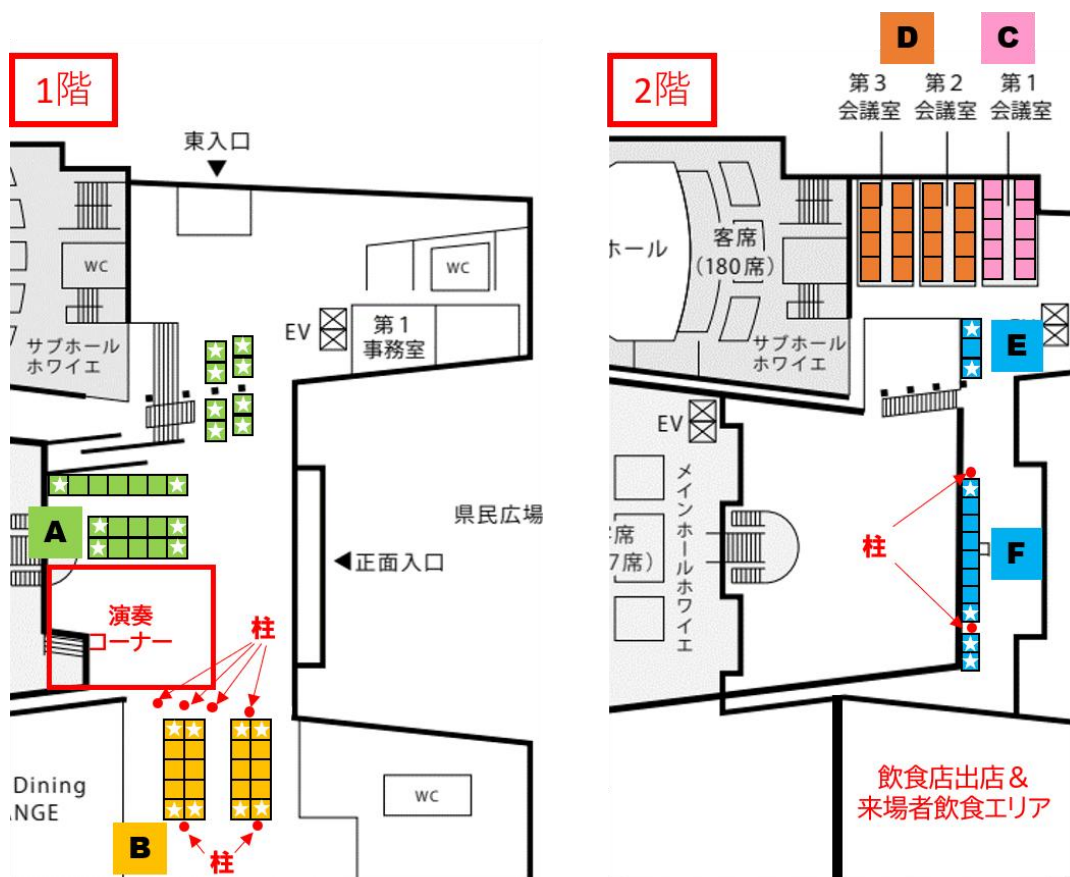 1階
東入口
WC
WC
EV
第1
事務室
サブホール
ホワイエ
A
県民広場
正面入口
演奏
コーナー
柱
Dining
ANGE
WC
B
柱
2階
D
C
第3
会議室
第2
会議室
第1
会議室
ホール
客席
(180席)
サブホール
ホワイエ
E
EV
メインホールホワイエ
席
7席)
柱
F
飲食店出店&
来場者飲食エリア